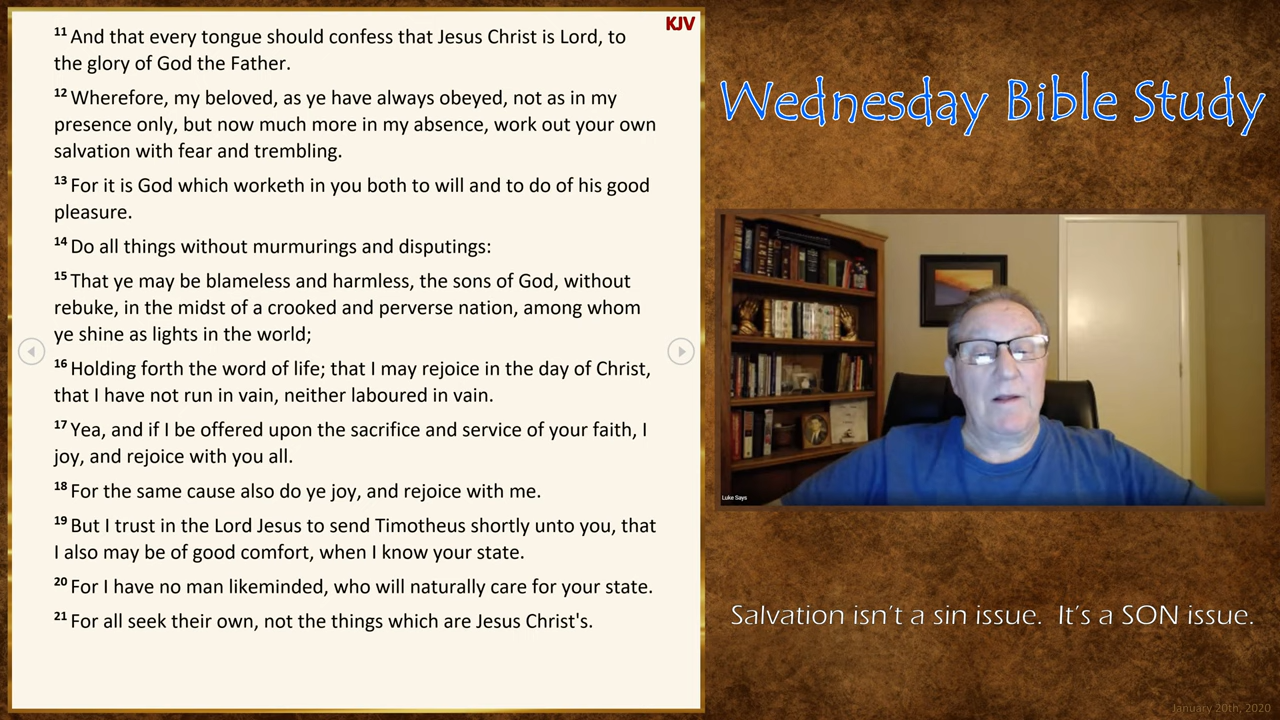 KJV
11 And that every tongue should confess that Jesus Christ is Lord, to
the glory of God the Father.
12 Wherefore, my beloved, as ye have always obeyed, not as in my
presence only, but now much more in my absence, work out your own
salvation with fear and trembling.
13 For it is God which worketh in you both to will and to do of his good
pleasure.
14 Do all things without murmurings and disputings:
15 That ye may be blameless and harmless, the sons of God, without
rebuke, in the midst of a crooked and perverse nation, among whom
ye shine as lights in the world;
16 Holding forth the word of life; that I may rejoice in the day of Christ,
that I have not run in vain, neither laboured in vain.
17 Yea, and if I be offered upon the sacrifice and service of your faith, I
joy, and rejoice with you all.
18 For the same cause also do ye joy, and rejoice with me.
19 But I trust in the Lord Jesus to send Timotheus shortly unto you, that
I also may be of good comfort, when I know your state.
20 For I have no man likeminded, who will naturally care for your state.
21 For all seek their own, not the things which are Jesus Christ's.
Wednesday Bible Study
Luke Says
Salvation isn't a sin issue. It's a SON issue.
January 20th, 2020